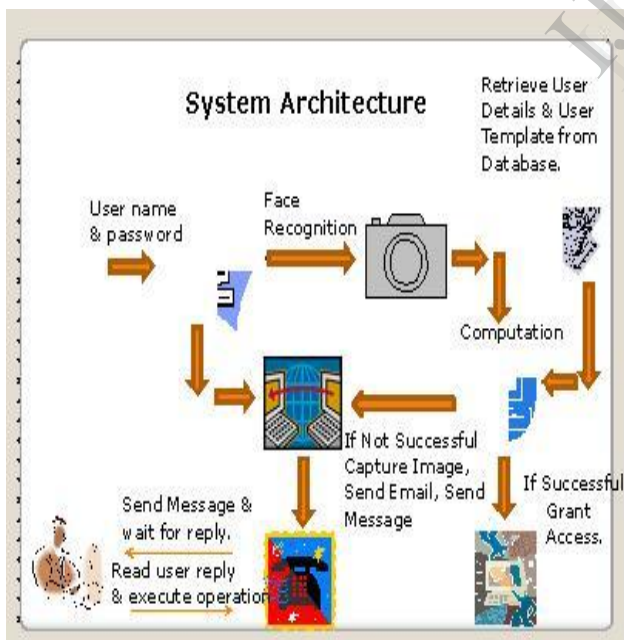 System Architecture
Retrieve User
Details & User
Template from
Database.
User name
& password
Face
Recognition
Computation
If Not Successful
Capture Image,
Send Email, Send
Message
If Successful
Grant
Access.
Send Message &
wait for reply.
Read user reply
& execute operation